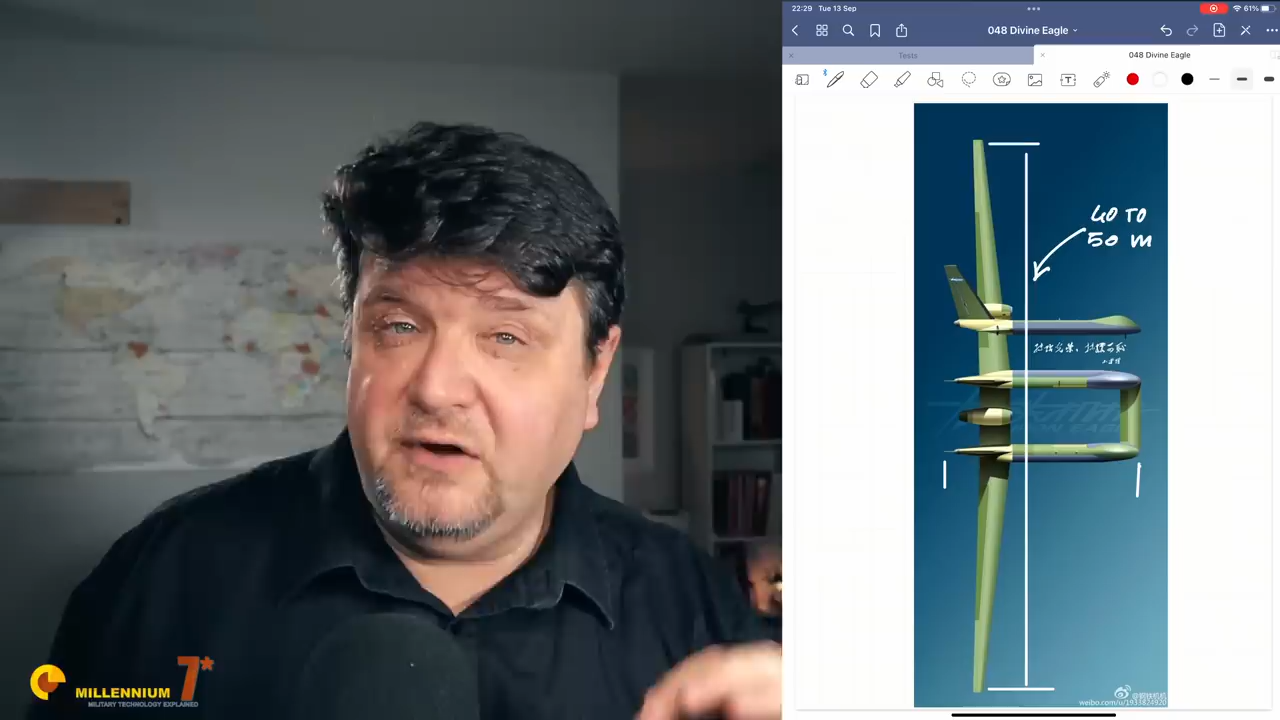 22:29 Tue 13 Sep
61%
048 Divine Eagle
Tests
048 Divine Eagle
T
40 TO
50 m
weibo.com/u/1933824920
MILLENNIUM 7*
MILITARY TECHNOLOGY EXPLAINED